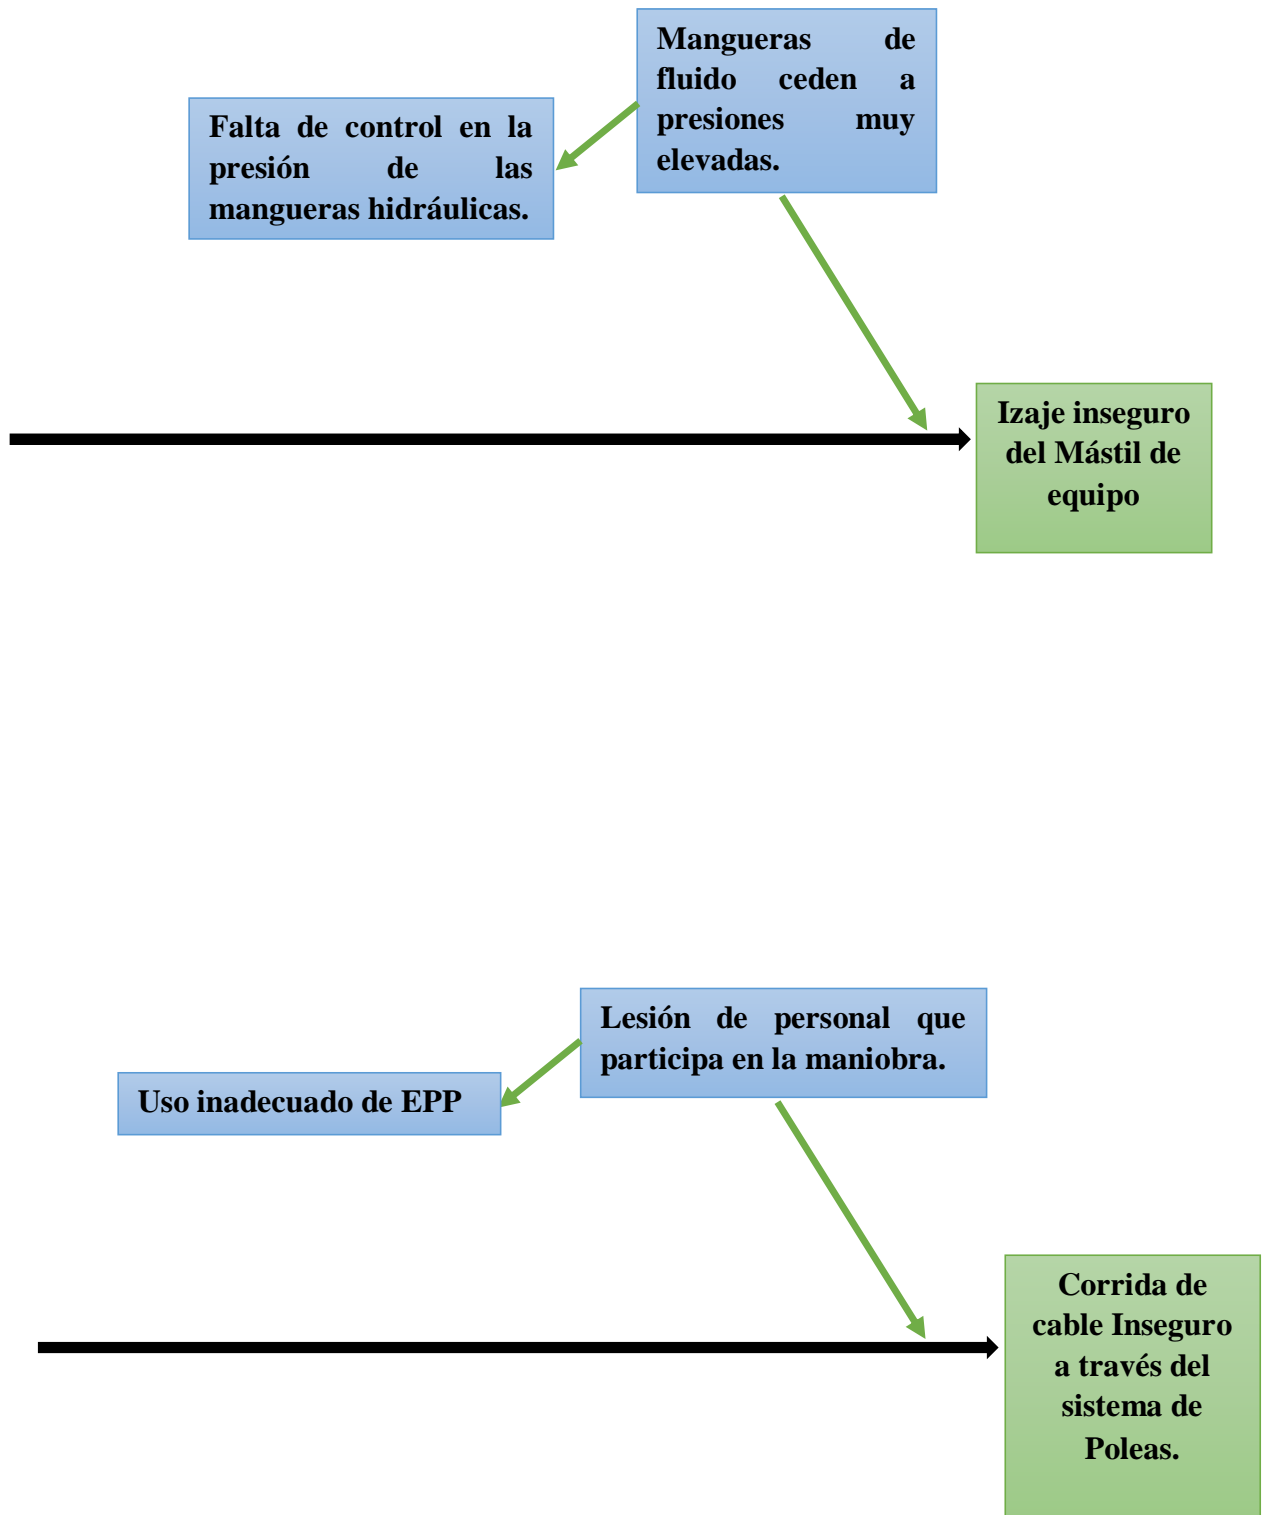 Mangueras de
fluido ceden a
presiones muy
elevadas.
Falta de control en la
presión de las
mangueras hidráulicas.
Izaje inseguro
del Mástil de
equipo
Lesión de personal que
participa en la maniobra.
Uso inadecuado de EPP
Corrida de
cable Inseguro
a través del
sistema de
Poleas.